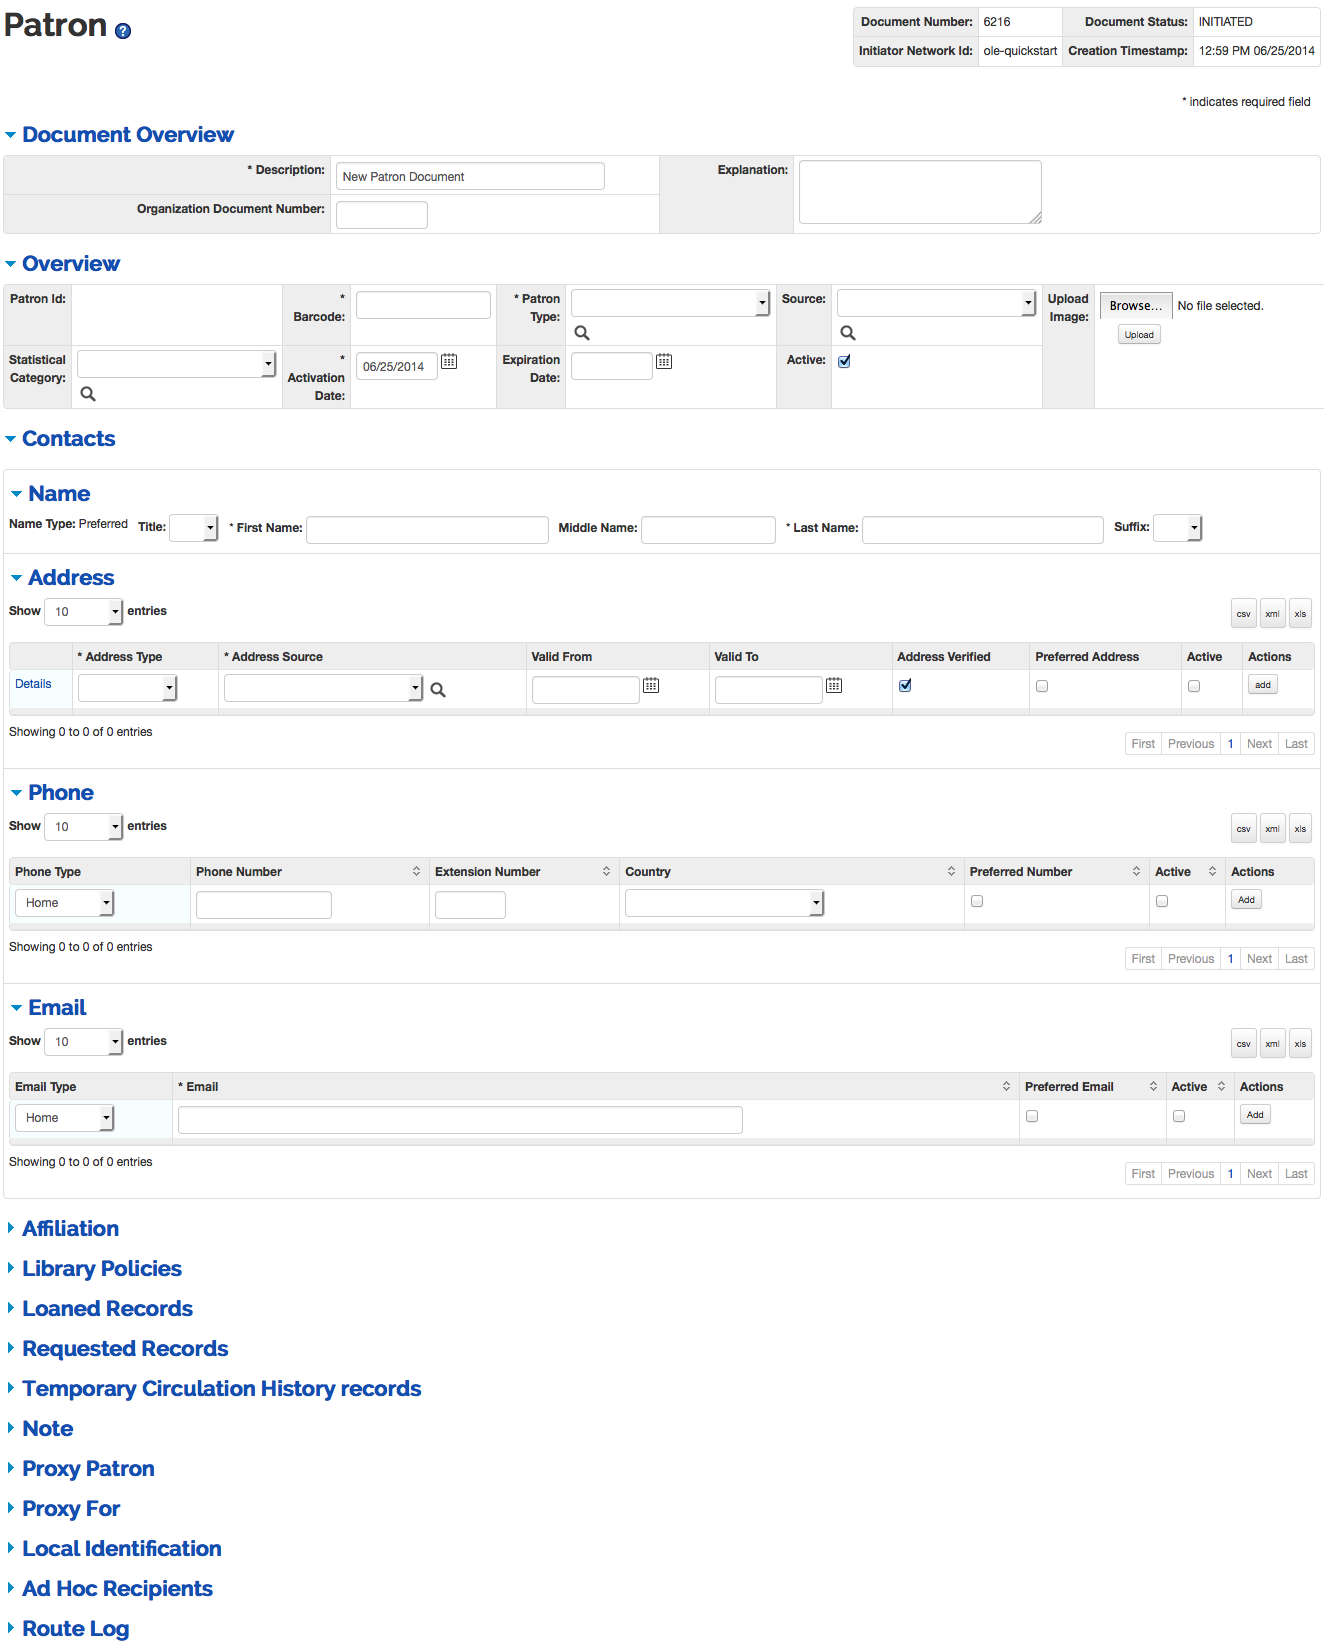 Patron ?
Document Number: 6216 Document Status: INITIATED
Initiator Network Id: ole-quickstart Creation Timestamp: 12:59 PM 06/25/2014
* indicates required field
Document Overview
* Description: New Patron Document Explanation:
Organization Document Number:
Overview
Patron Id: * Barcode: * Patron Type: Source: Upload Image: Browse... No file selected.
Upload
Statistical Category: * Activation Date: 06/25/2014 Expiration Date: Active:
Contacts
Name
Name Type: Preferred Title: * First Name: Middle Name: * Last Name: Suffix:
Address
Show 10 entries csv xml xls
* Address Type * Address Source Valid From Valid To Address Verified Preferred Address Active Actions
Details add
Showing 0 to 0 of 0 entries
First Previous 1 Next Last
Phone
Show 10 entries csv xml xls
Phone Type Phone Number Extension Number Country Preferred Number Active Actions
Home Add
Showing 0 to 0 of 0 entries
First Previous 1 Next Last
Email
Show 10 entries csv xml xls
Email Type * Email Preferred Email Active Actions
Home Add
Showing 0 to 0 of 0 entries
First Previous 1 Next Last
Affiliation
Library Policies
Loaned Records
Requested Records
Temporary Circulation History records
Note
Proxy Patron
Proxy For
Local Identification
Ad Hoc Recipients
Route Log